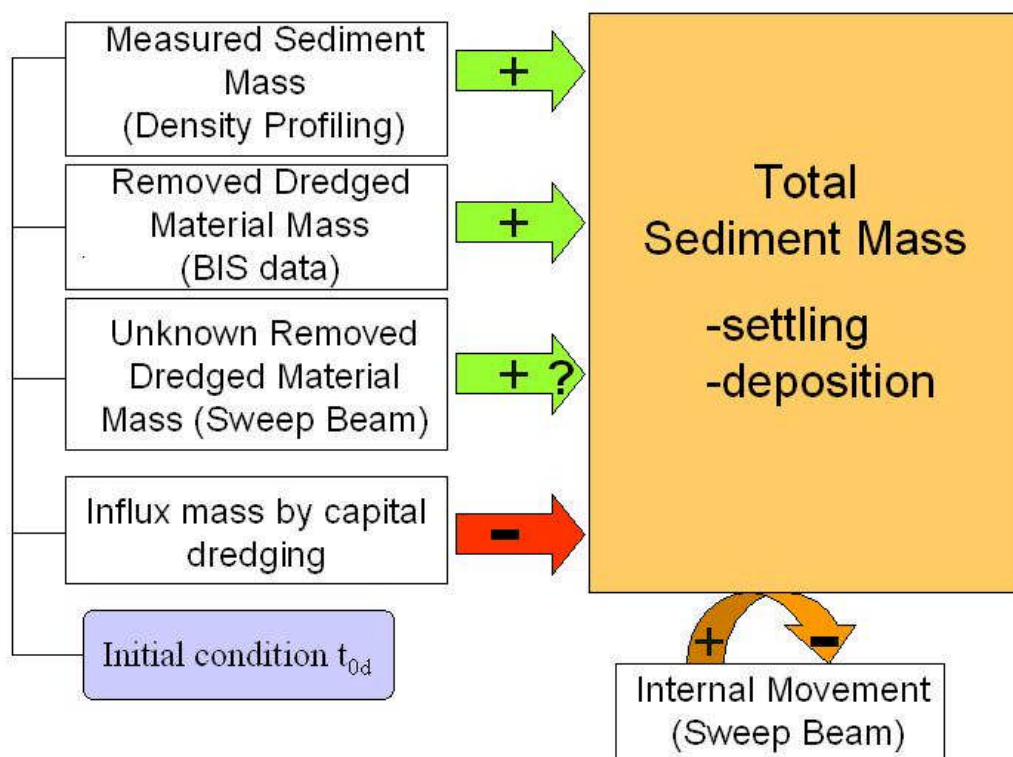 Measured Sediment
Mass
(Density Profiling)
+
Removed Dredged
Material Mass
(BIS data)
+
Unknown Removed
Dredged Material
Mass (Sweep Beam)
+ ?
Influx mass by capital
dredging
-
Initial condition t0d
Total
Sediment Mass
-settling
-deposition
+ -
Internal Movement
(Sweep Beam)